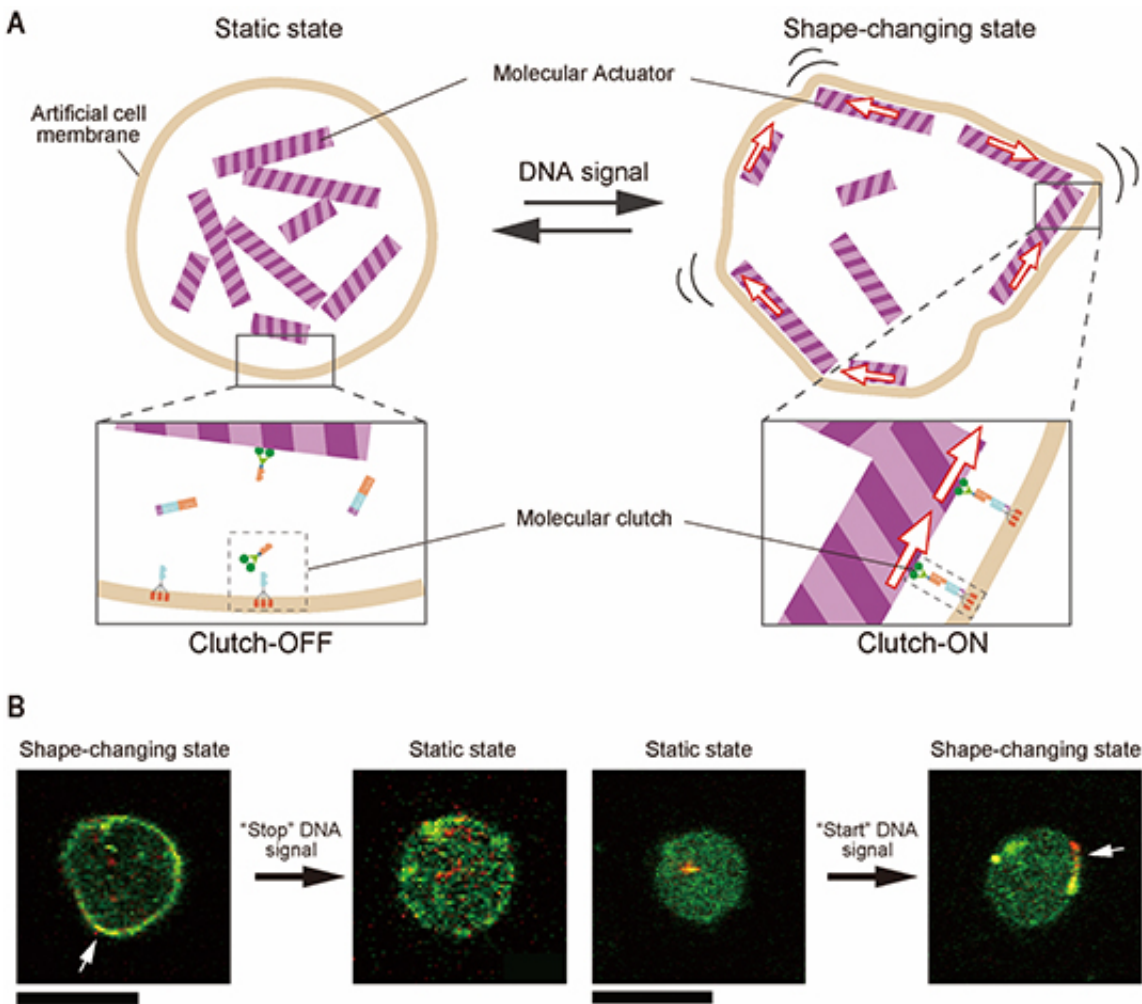 A
Static state
Shape-changing state
Molecular Actuator
Artificial cell
membrane
DNA signal
Molecular clutch
Clutch-OFF
Clutch-ON
B
Shape-changing state
Static state
Static state
Shape-changing state
"Stop" DNA
signal
"Start" DNA
signal